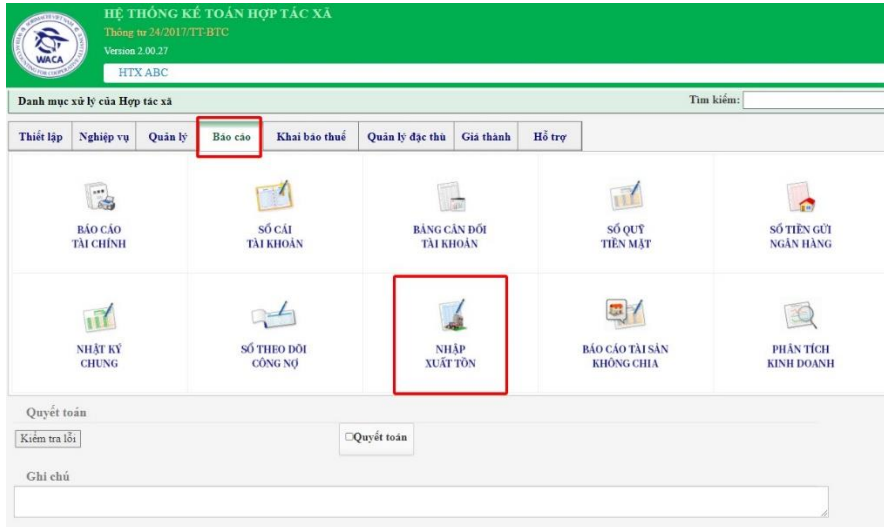 HỆ THỐNG KẾ TOÁN HỢP TÁC XÃ
Thông tư 24/2017/TT-BTC
Version 2.00.27
WACA
HTX ABC
Danh mục xử lý của Hợp tác xã
Tìm kiếm:
Thiết lập
Nghiệp vụ
Quản lý
Báo cáo
Khai báo thuế
Quản lý đặc thù
Giá thành
Hỗ trợ
BÁO CÁO
TÀI CHÍNH
SỔ CÁI
TÀI KHOẢN
BẢNG CÂN ĐỐI
TÀI KHOẢN
SỔ QUỸ
TIỀN MẶT
SỔ TIỀN GỬI
NGÂN HÀNG
NHẬT KÝ
CHUNG
SỔ THEO DÕI
CÔNG NỢ
NHẬP
XUẤT TỒN
BÁO CÁO TÀI SẢN
KHÔNG CHIA
PHÂN TÍCH
KINH DOANH
Quyết toán
Kiểm tra lỗi
Quyết toán
Ghi chú